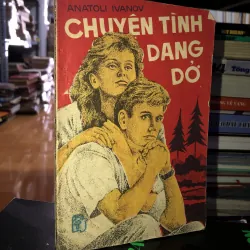 ANATOLI IVANOV
CHUYỆN TÌNH
DANG
DỞ